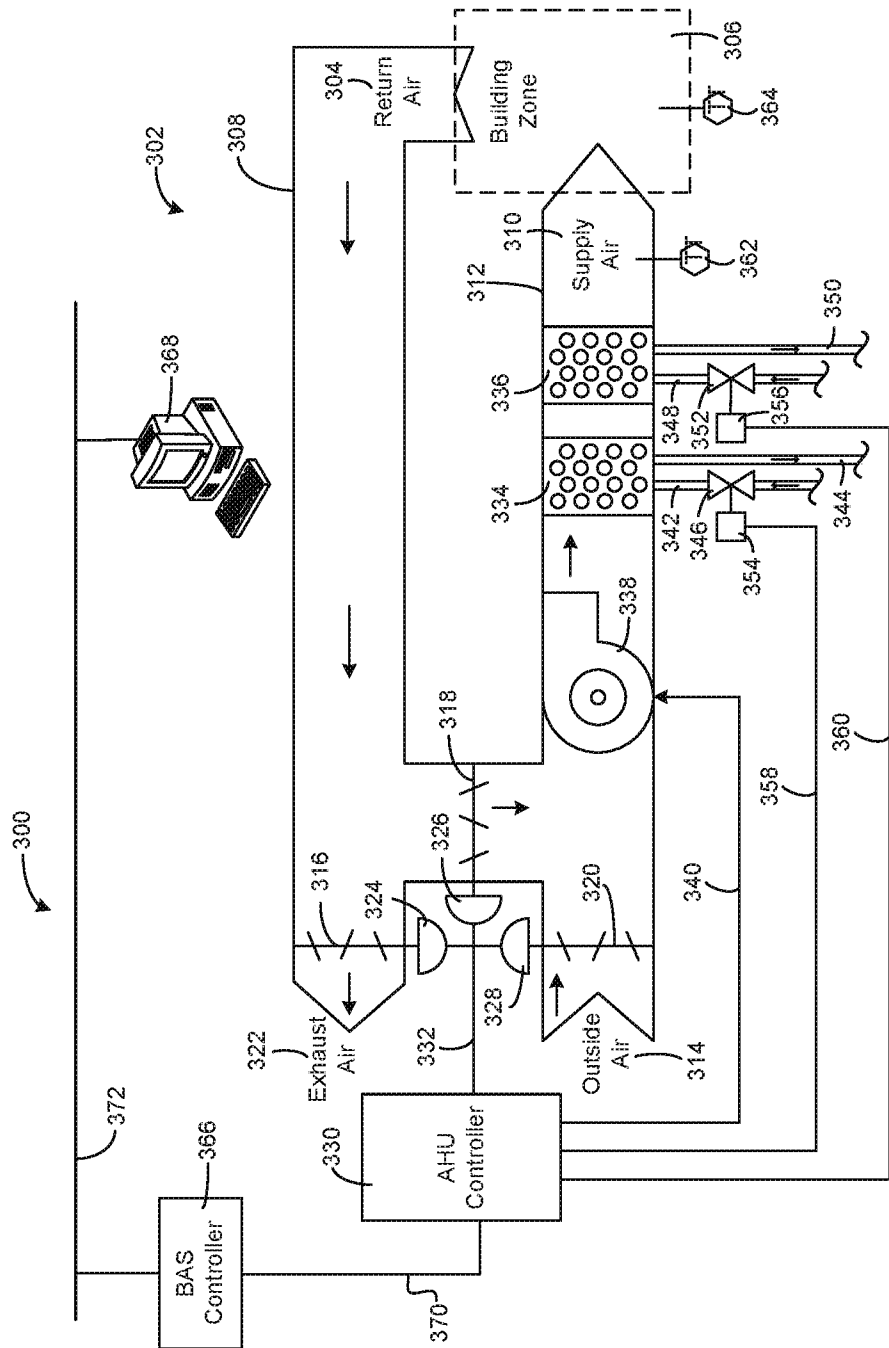 300
372
366
302
368
BAS
Controller
308
322
Exhaust
Air
316
304
Return
Air
324
330
332
326
318
370
AHU
Controller
328
Building
Zone
312
310
334
336
Outside
Air
314
320
338
Supply
Air
306
342
348
346
352
354
356
T
362
T
364
340
358
344
350
360